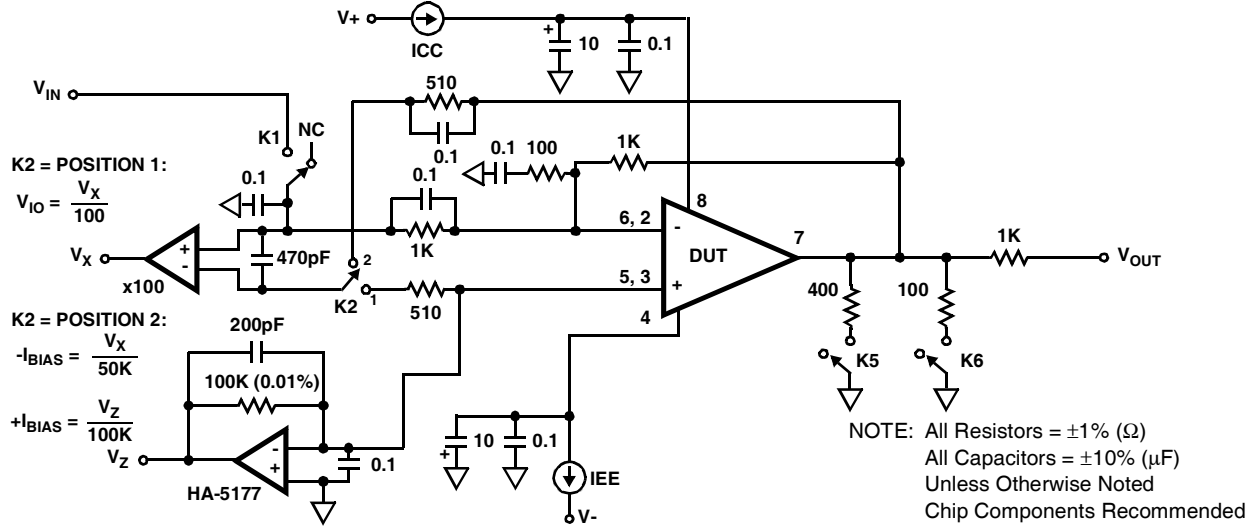 V+
ICC
+
10
0.1
VIN
K1
NC
510
0.1
0.1
100
1K
K2 = POSITION 1:
VIO = VX
100
0.1
0.1
1K
6, 2
-
8
DUT
7
1K
VOUT
VX
+
-
x100
470pF
2
K2
1
510
5, 3
+
4
400
100
K5
K6
K2 = POSITION 2:
-IBIAS = VX
50K
+IBIAS = VZ
100K
200pF
100K (0.01%)
VZ
-
+
HA-5177
0.1
10
+
0.1
IEE
V-
NOTE: All Resistors = ±1% (Ω)
All Capacitors = ±10% (μF)
Unless Otherwise Noted
Chip Components Recommended